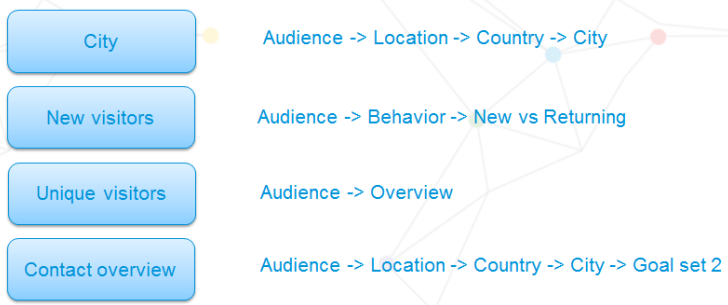 City
Audience -> Location -> Country -> City
New visitors
Audience -> Behavior -> New vs Returning
Unique visitors
Audience -> Overview
Contact overview
Audience -> Location -> Country -> City -> Goal set 2